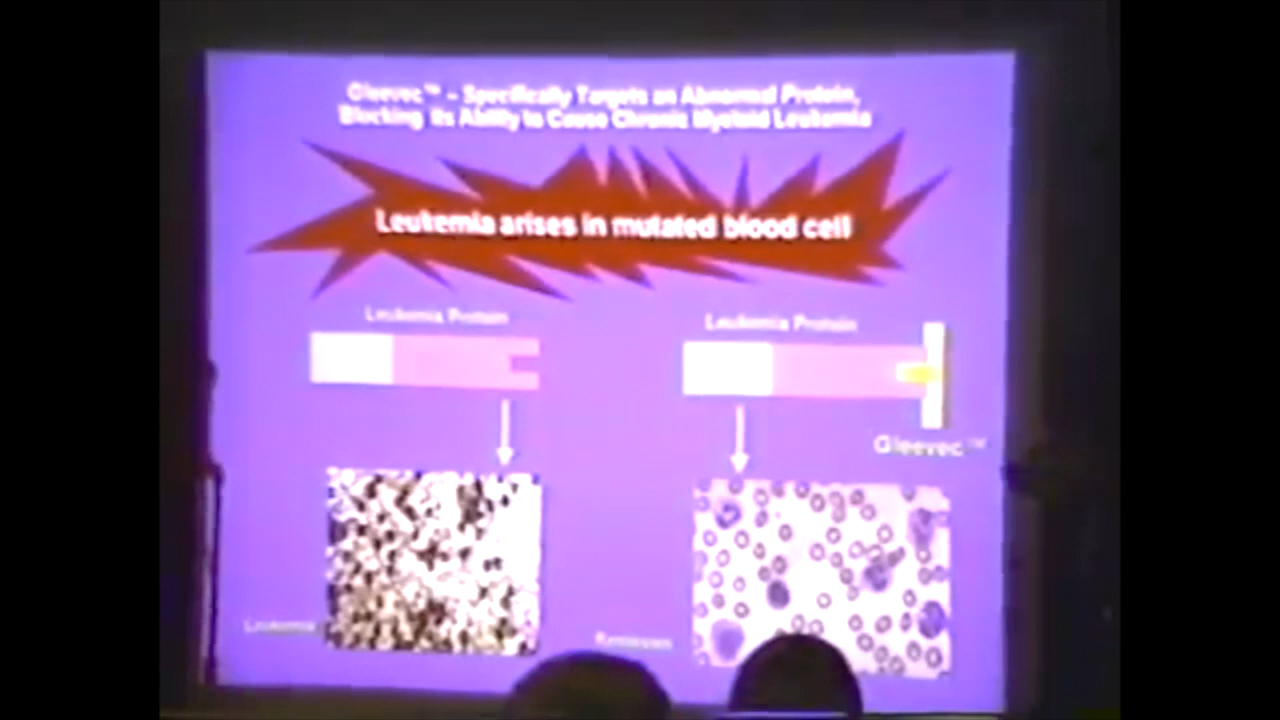 Gleevec™ – Specifically Targets an Abnormal Protein,
Blocking Its Ability to Cause Chronic Myeloid Leukemia
Leukemia arises in mutated blood cell
Leukemia Protein
Leukemia Protein
Gleevec™
Leukemia
Remission